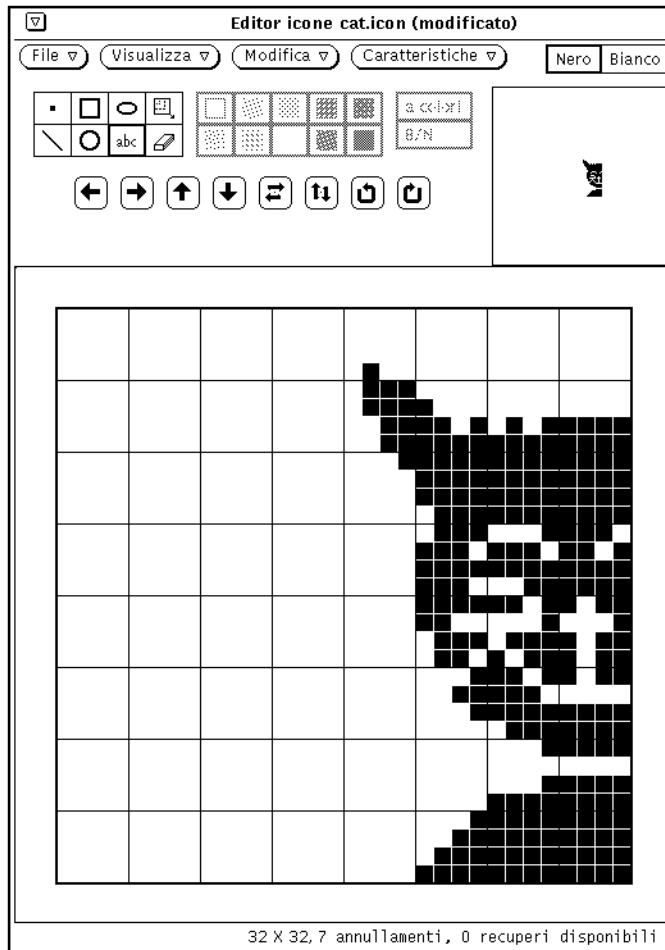 Editor icone cat.icon (modificato)
File Visualizza Modifica Caratteristiche Nero Bianco
abc
a colori
B/N
32 X 32, 7 annullamenti, 0 recuperi disponibili